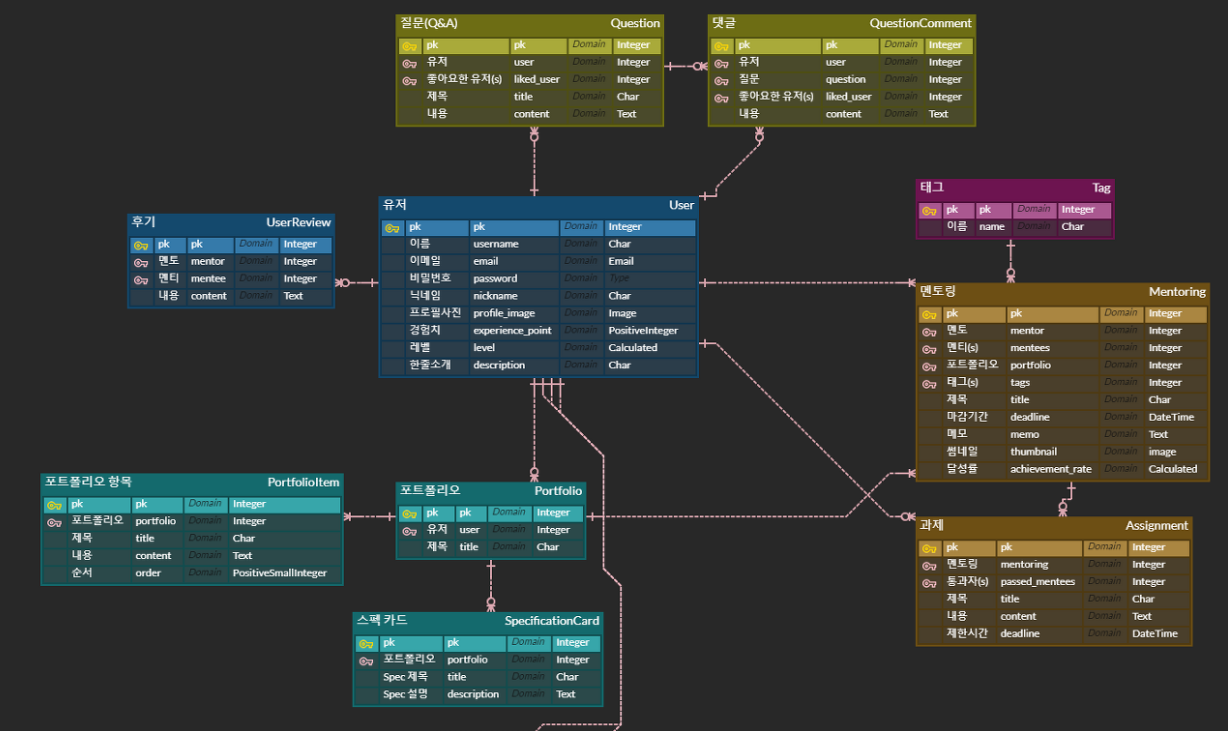 질문(Q&A) Question
pk pk Domain Integer
유저 user Domain Integer
좋아요한 유저(s) liked_user Domain Integer
제목 title Domain Char
내용 content Domain Text
댓글 QuestionComment
pk pk Domain Integer
유저 user Domain Integer
질문 question Domain Integer
좋아요한 유저(s) liked_user Domain Integer
내용 content Domain Text
태그 Tag
pk pk Domain Integer
이름 name Domain Char
후기 UserReview
pk pk Domain Integer
멘토 mentor Domain Integer
멘티 mentee Domain Integer
내용 content Domain Text
유저 User
pk pk Domain Integer
이름 username Domain Char
이메일 email Domain Email
비밀번호 password Domain Type
닉네임 nickname Domain Char
프로필사진 profile_image Domain Image
경험치 experience_point Domain PositiveInteger
레벨 level Domain Calculated
한줄소개 description Domain Char
멘토링 Mentoring
pk pk Domain Integer
멘토 mentor Domain Integer
멘티(s) mentees Domain Integer
포트폴리오 portfolio Domain Integer
태그(s) tags Domain Integer
제목 title Domain Char
마감기간 deadline Domain DateTime
메모 memo Domain Text
썸네일 thumbnail Domain image
달성률 achievement_rate Domain Calculated
포트폴리오 항목 PortfolioItem
pk pk Domain Integer
포트폴리오 portfolio Domain Integer
제목 title Domain Char
내용 content Domain Text
순서 order Domain PositiveSmallInteger
포트폴리오 Portfolio
pk pk Domain Integer
유저 user Domain Integer
제목 title Domain Char
과제 Assignment
pk pk Domain Integer
멘토링 mentoring Domain Integer
통과자(s) passed_mentees Domain Integer
제목 title Domain Char
내용 content Domain Text
제한시간 deadline Domain DateTime
스펙 카드 SpecificationCard
pk pk Domain Integer
포트폴리오 portfolio Domain Integer
Spec 제목 title Domain Char
Spec 설명 description Domain Text